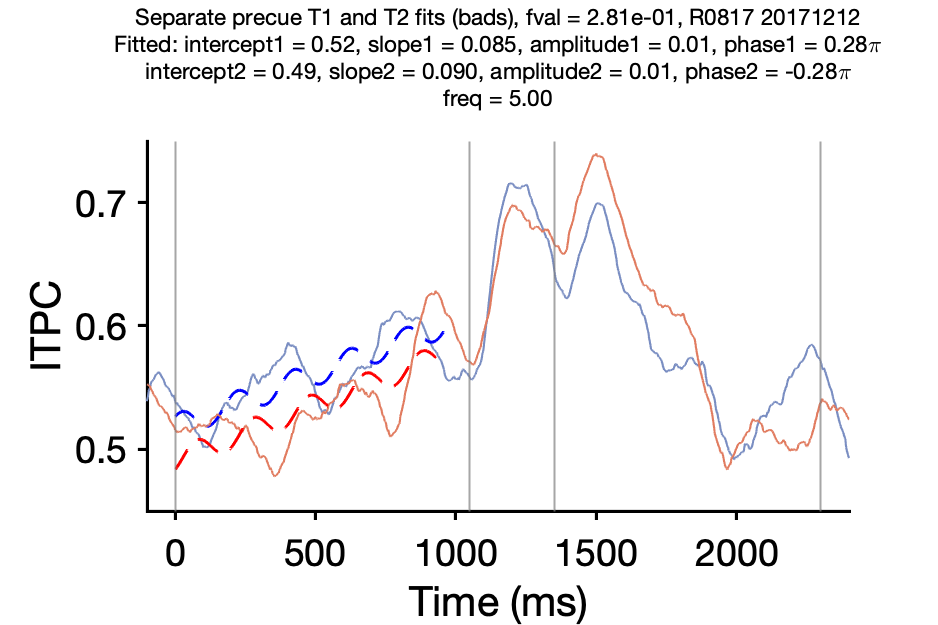 Separate precue T1 and T2 fits (bads), fval = 2.81e-01, R0817 20171212
Fitted: intercept1 = 0.52, slope1 = 0.085, amplitude1 = 0.01, phase1 = 0.28π
intercept2 = 0.49, slope2 = 0.090, amplitude2 = 0.01, phase2 = -0.28π
freq = 5.00
0.7
0.6
0.5
ITPC
0 500 1000 1500 2000
Time (ms)